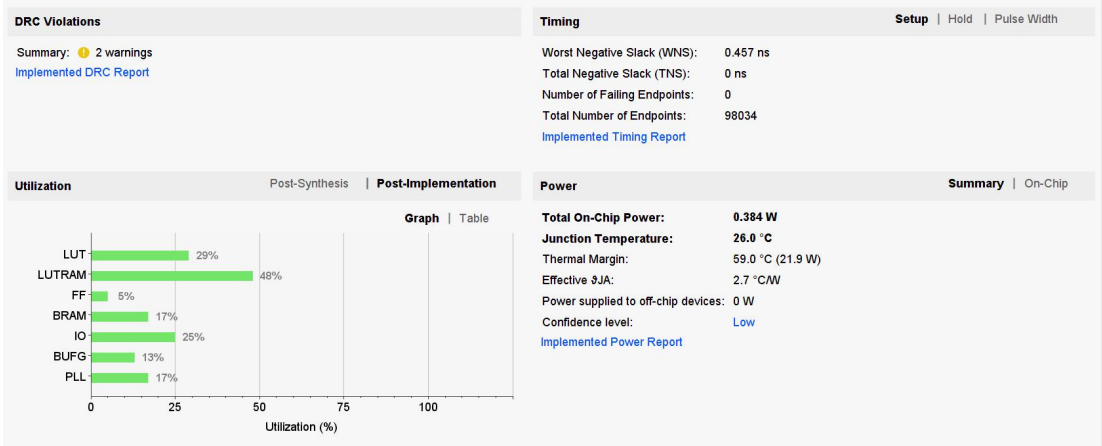 DRC Violations
Summary: 2 warnings
Implemented DRC Report
Timing
Setup | Hold | Pulse Width
Worst Negative Slack (WNS): 0.457 ns
Total Negative Slack (TNS): 0 ns
Number of Failing Endpoints: 0
Total Number of Endpoints: 98034
Implemented Timing Report
Utilization
Post-Synthesis | Post-Implementation
Graph | Table
LUT 29%
LUTRAM 48%
FF 5%
BRAM 17%
IO 25%
BUFG 13%
PLL 17%
0 25 50 75 100
Utilization (%)
Power
Summary | On-Chip
Total On-Chip Power: 0.384 W
Junction Temperature: 26.0 °C
Thermal Margin: 59.0 °C (21.9 W)
Effective ϑJA: 2.7 °C/W
Power supplied to off-chip devices: 0 W
Confidence level: Low
Implemented Power Report